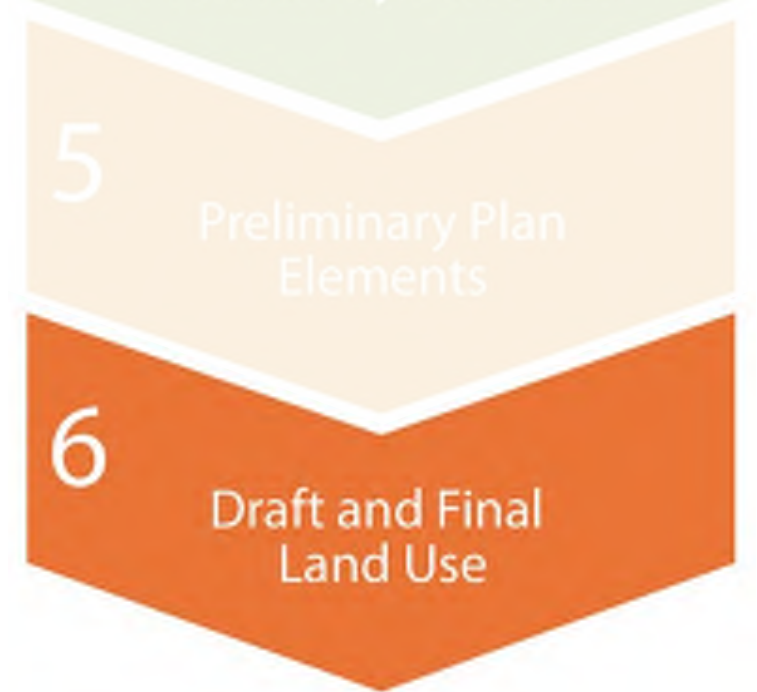 5
Preliminary Plan
Elements
6
Draft and Final
Land Use